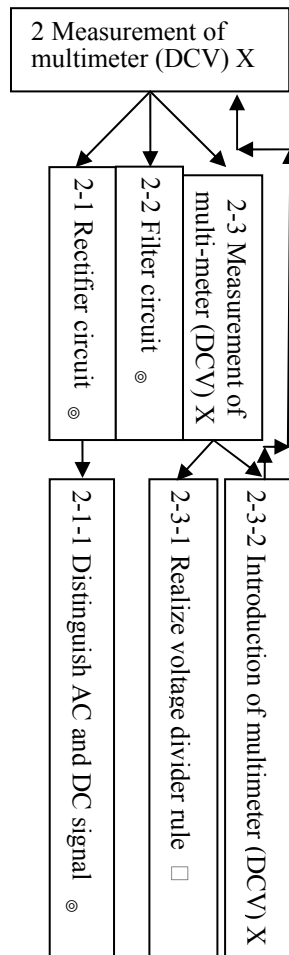 2 Measurement of
multimeter (DCV) X
2-1 Rectifier circuit ◎
2-2 Filter circuit ◎
2-3 Measurement of
multi-meter (DCV) X
2-1-1 Distinguish AC and DC signal ◎
2-3-1 Realize voltage divider rule □
2-3-2 Introduction of multimeter (DCV) X